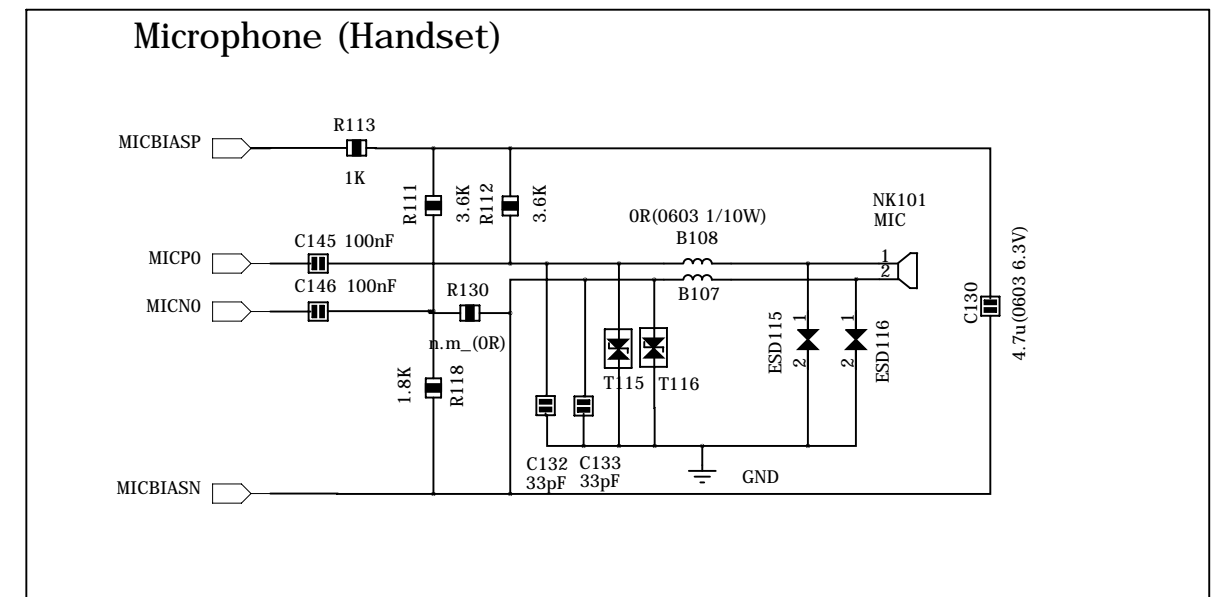 Microphone (Handset)
R113
MICBIASP
1K
R111
3.6K
R112
3.6K
NK101
MIC
0R(0603 1/10W)
B108
C145 100nF
MICP0
1
2
C146 100nF
MICN0
R130
B107
n.m_(0R)
1.8K
R118
T115
T116
ESD115
1
2
ESD116
1
2
C130
4.7u(0603 6.3V)
C132
33pF
C133
33pF
GND
MICBIASN